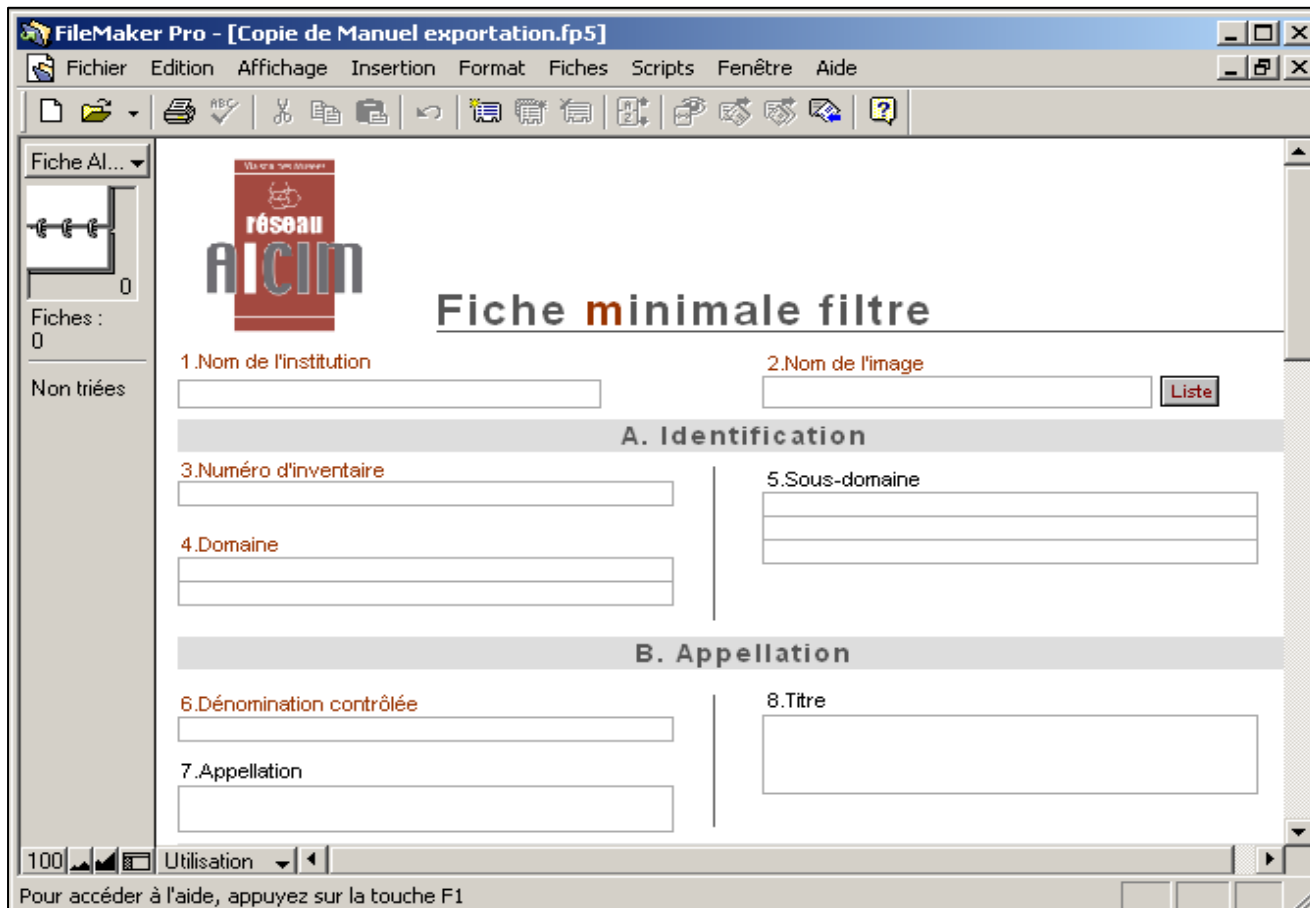 FileMaker Pro - [Copie de Manuel exportation.fp5]
Fichier Edition Affichage Insertion Format Fiches Scripts Fenêtre Aide
ABC
Fiche AI...
0
Fiches :
0
Non triées
réseau
AICIM
Fiche minimale filtre
1.Nom de l'institution
2.Nom de l'image
Liste
A. Identification
3.Numéro d'inventaire
5.Sous-domaine
4.Domaine
B. Appellation
6.Dénomination contrôlée
8.Titre
7.Appellation
100 Utilisation
Pour accéder à l'aide, appuyez sur la touche F1